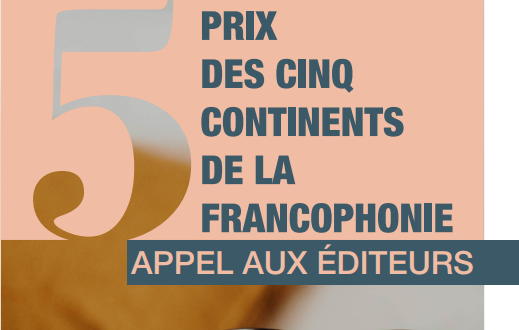 5
PRIX
DES CINQ
CONTINENTS
DE LA
FRANCOPHONIE
APPEL AUX ÉDITEURS